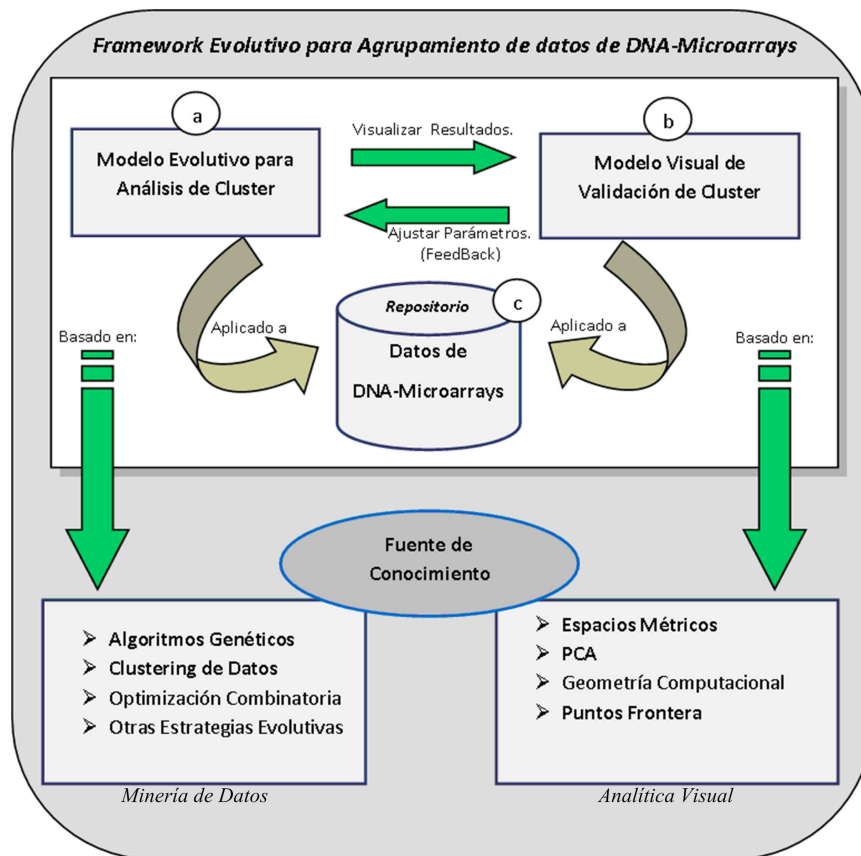 Framework Evolutivo para Agrupamiento de datos de DNA-Microarrays
a
Modelo Evolutivo para
Análisis de Cluster
Visualizar Resultados.
Ajustar Parámetros.
(FeedBack)
b
Modelo Visual de
Validación de Cluster
Basado en:
Aplicado a
Repositorio
c
Datos de
DNA-Microarrays
Aplicado a
Basado en:
Fuente de
Conocimiento
➢ Algoritmos Genéticos
➢ Clustering de Datos
➢ Optimización Combinatoria
➢ Otras Estrategias Evolutivas
Minería de Datos
➢ Espacios Métricos
➢ PCA
➢ Geometría Computacional
➢ Puntos Frontera
Analítica Visual